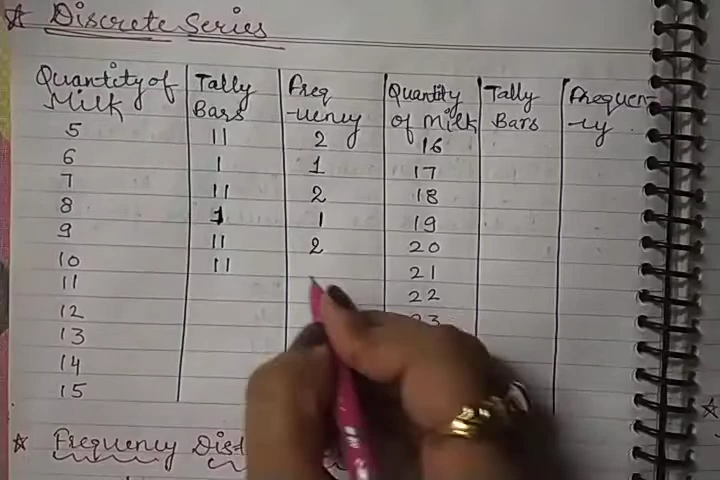 ☆ Discrete Series
Quantity of Milk | Tally Bars | Freq-uency | Quantity of Milk | Tally Bars | Frequen-cy
5 | 11 | 2 | 16
6 | 1 | 1 | 17
7 | 11 | 2 | 18
8 | 1 | 1 | 19
9 | 11 | 2 | 20
10 | 11 | | 21
11 | | | 22
12 | | | 23
13
14
15
☆ Frequency